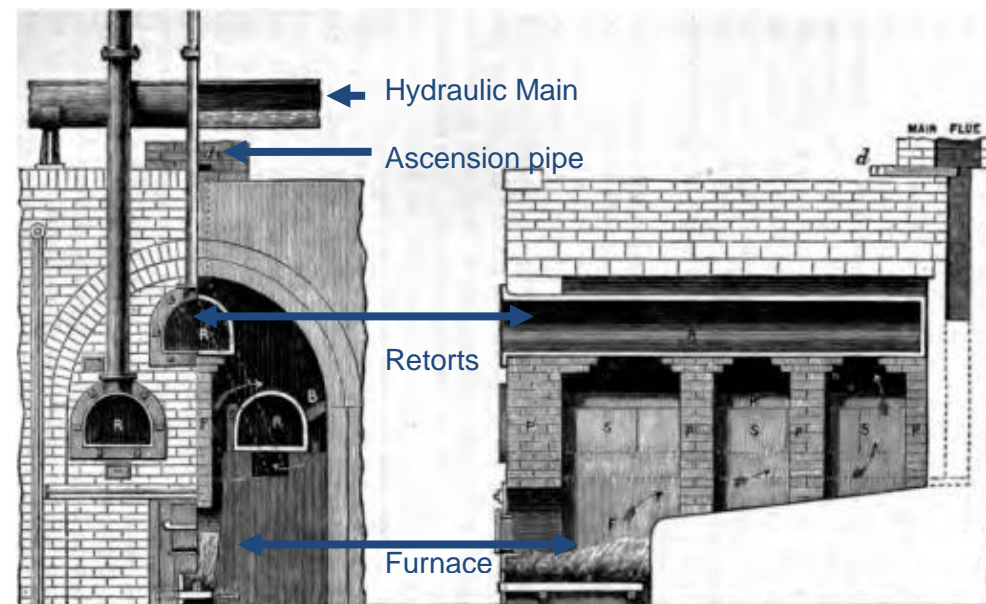 Hydraulic Main
Ascension pipe
MAIN FLUE
d
Retorts
Furnace
R
R
R
B
F
R
P
S
P
S
P
S
P
F